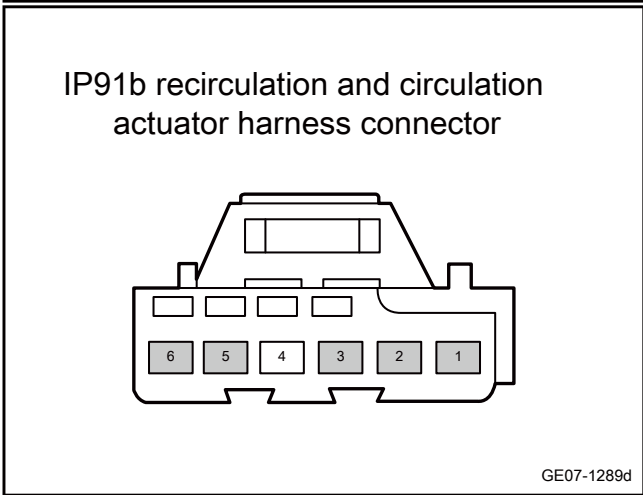 IP91b recirculation and circulation
actuator harness connector
6 5 4 3 2 1
GE07-1289d